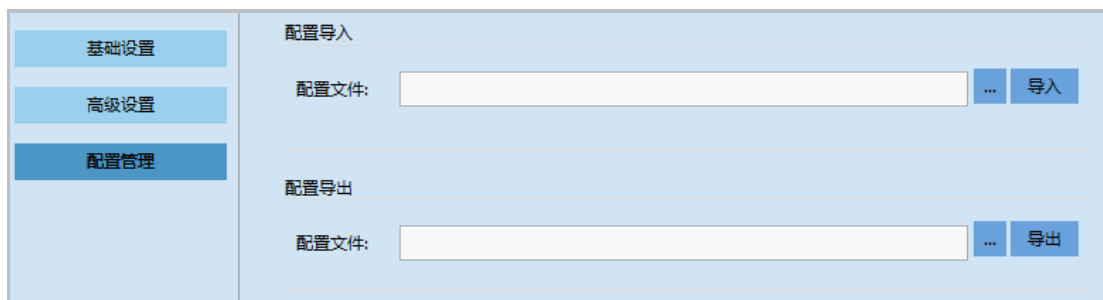 基础设置
高级设置
配置管理
配置导入
配置文件:
...
导入
配置导出
配置文件:
...
导出